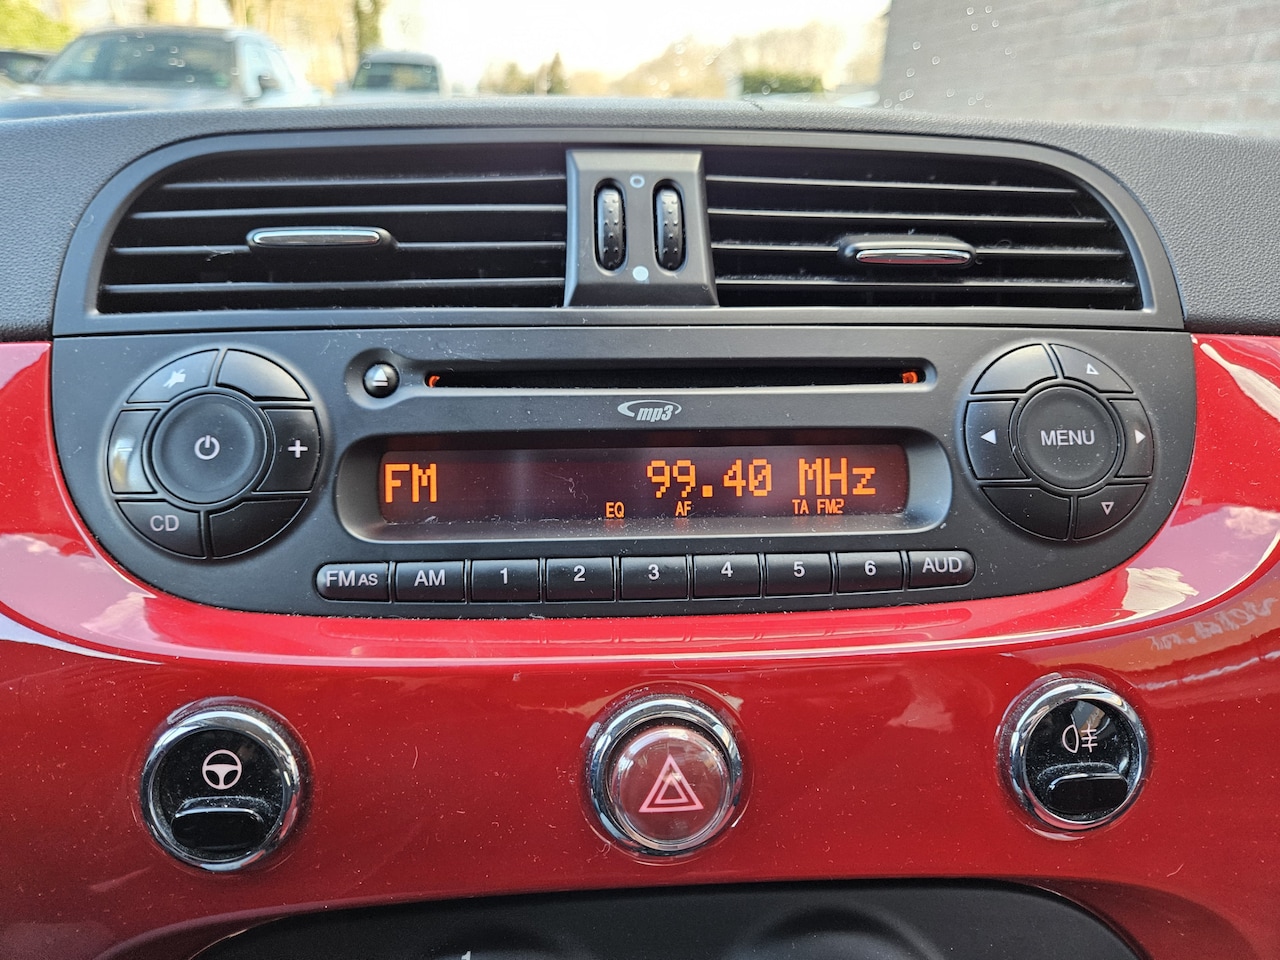 mp3
FM 99.40 MHz
EQ AF TA FM2
MENU
CD
FM AS AM 1 2 3 4 5 6 AUD